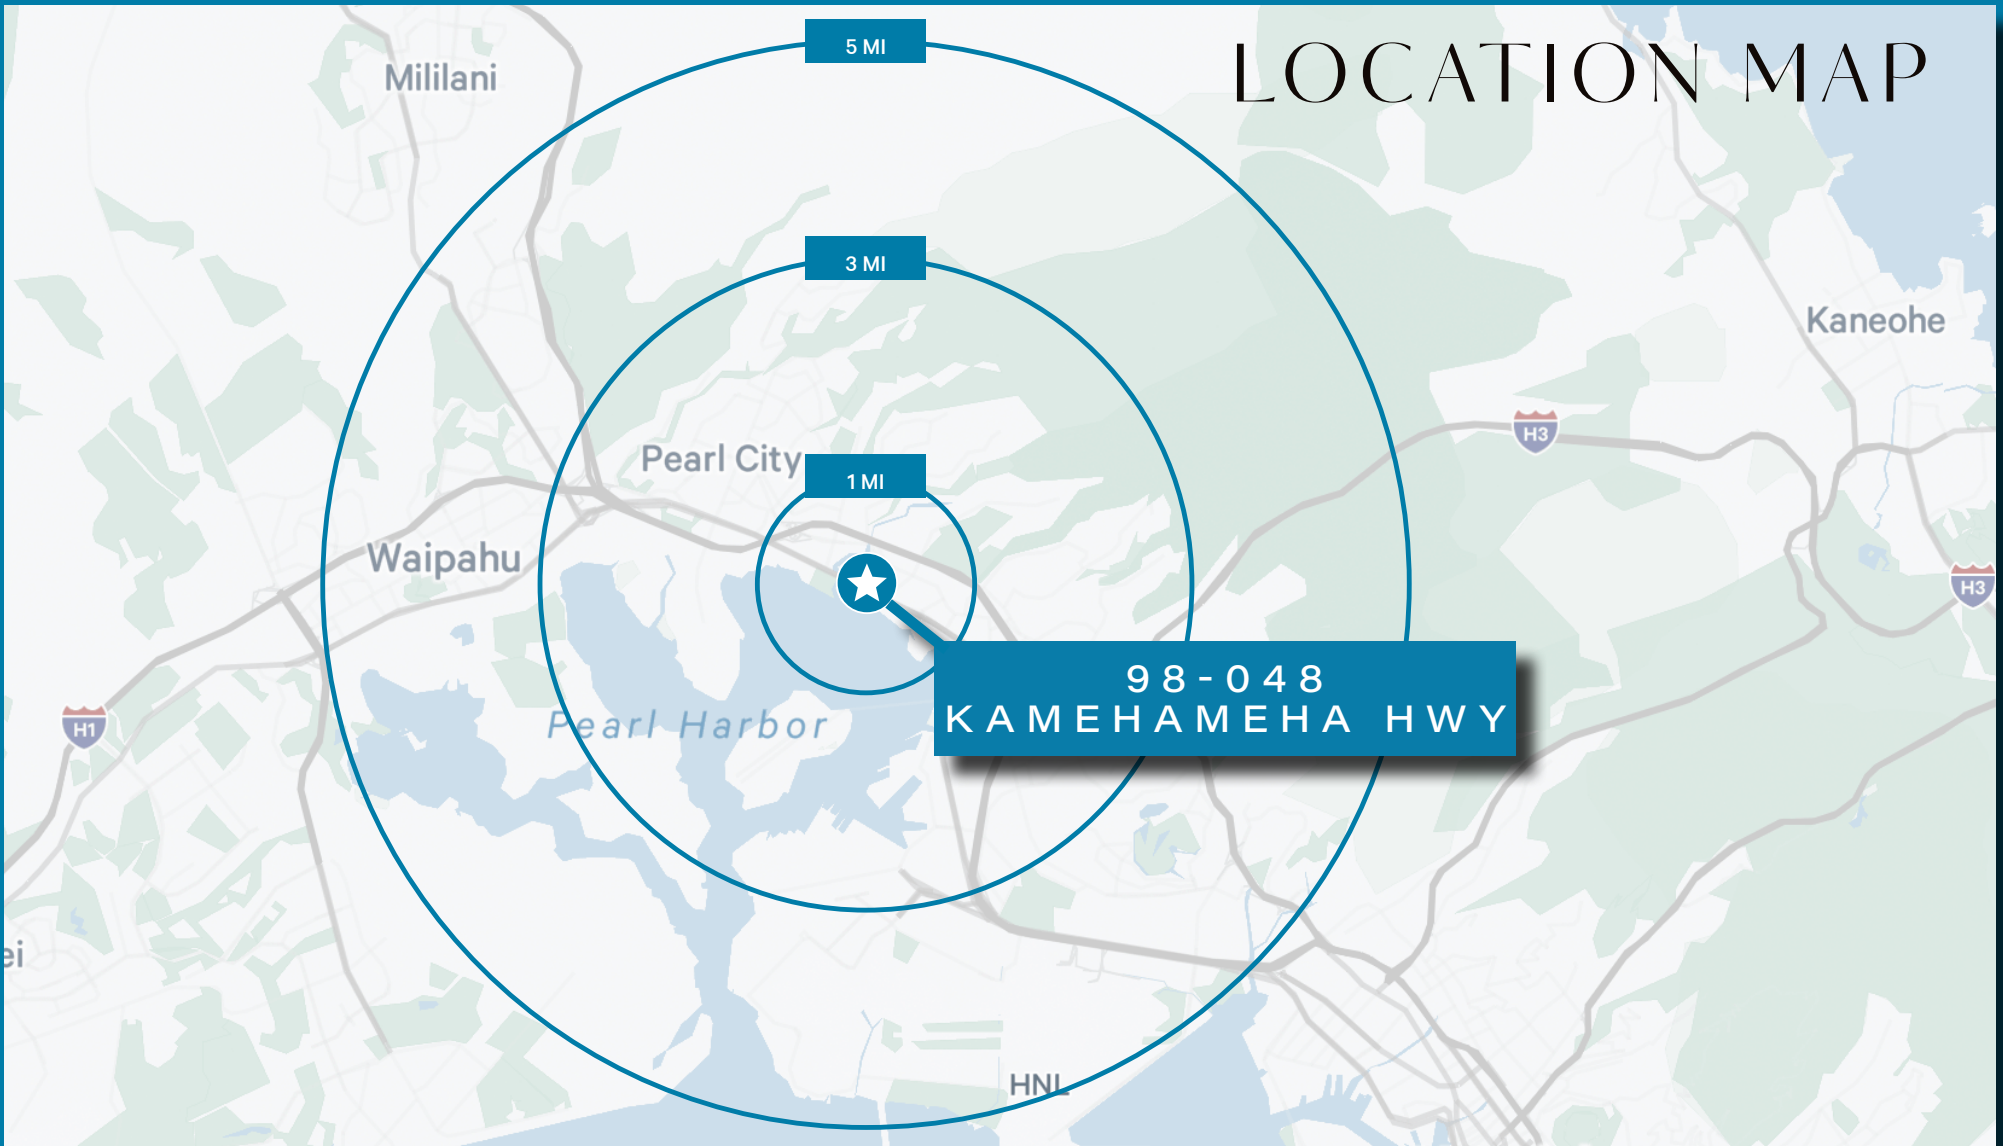 5 MI
LOCATION MAP
Mililani
3 MI
Kaneohe
H3
Pearl City
1 MI
Waipahu
H3
98-048
KAMEHAMEHA HWY
Pearl Harbor
H1
ei
HNL